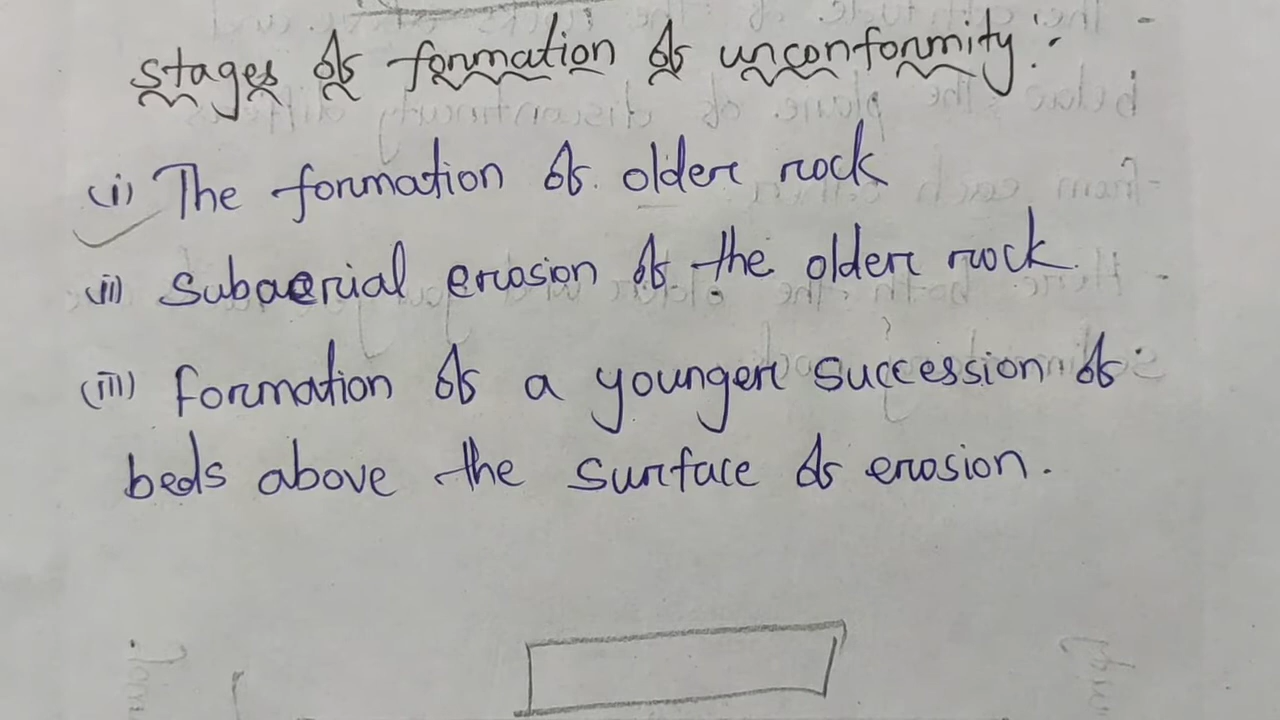 Stages of formation of unconformity:
(i) The formation of older rock
(ii) Subaerial erosion of the older rock.
(iii) Formation of a younger succession of
beds above the surface of erosion.